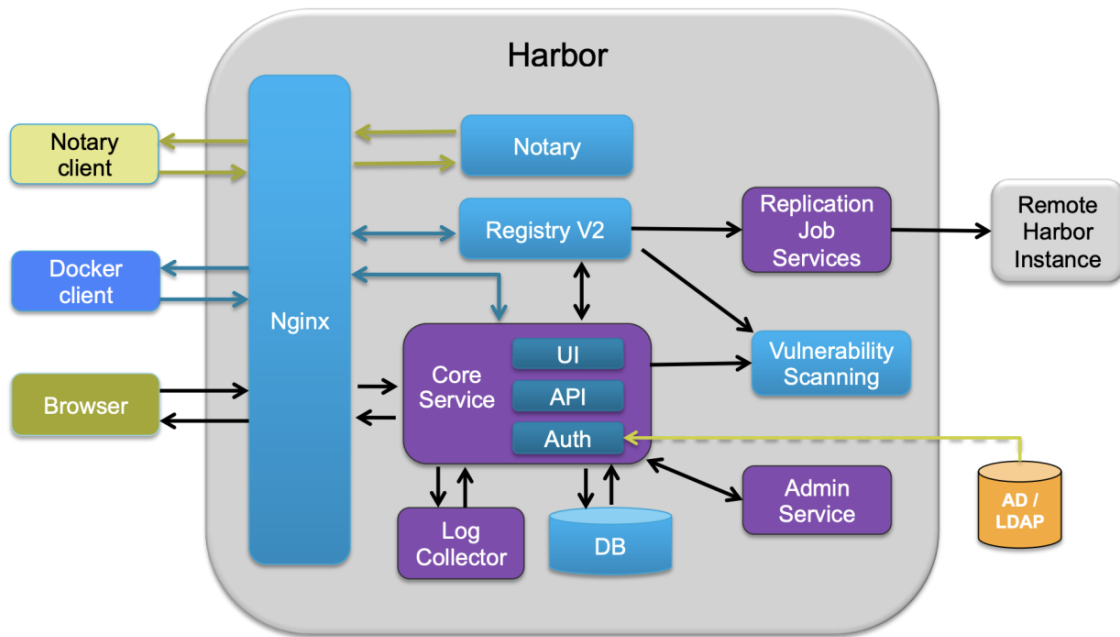 Harbor
Notary
client
Docker
client
Browser
Nginx
Notary
Registry V2
Replication
Job
Services
Remote
Harbor
Instance
Core
Service
UI
API
Auth
Vulnerability
Scanning
Log
Collector
DB
Admin
Service
AD /
LDAP